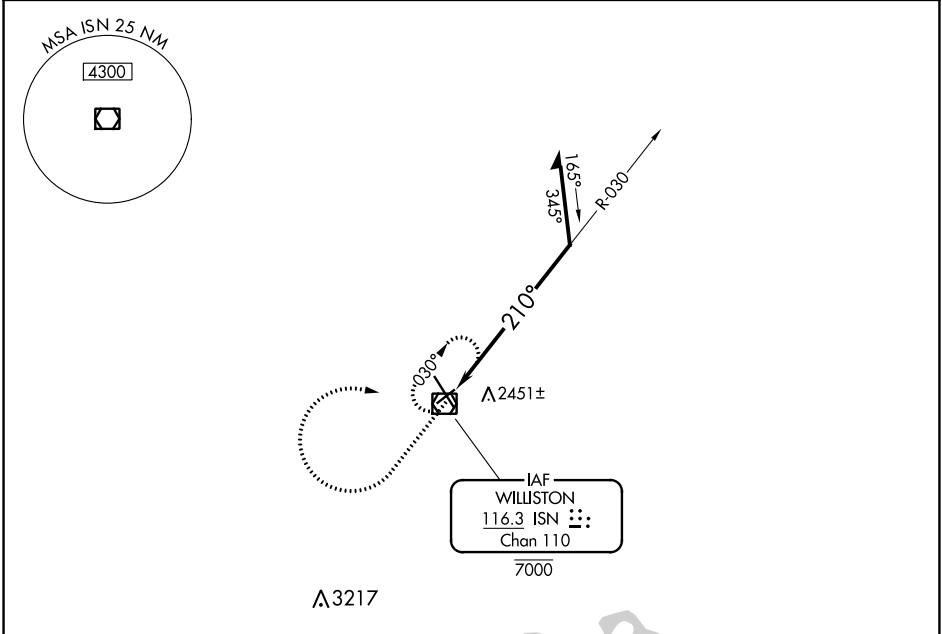 MSA ISN 25 NM
4300
165°
345°
R-030
210°
030°
2451±
IAF
WILLISTON
116.3 ISN
Chan 110
7000
3217